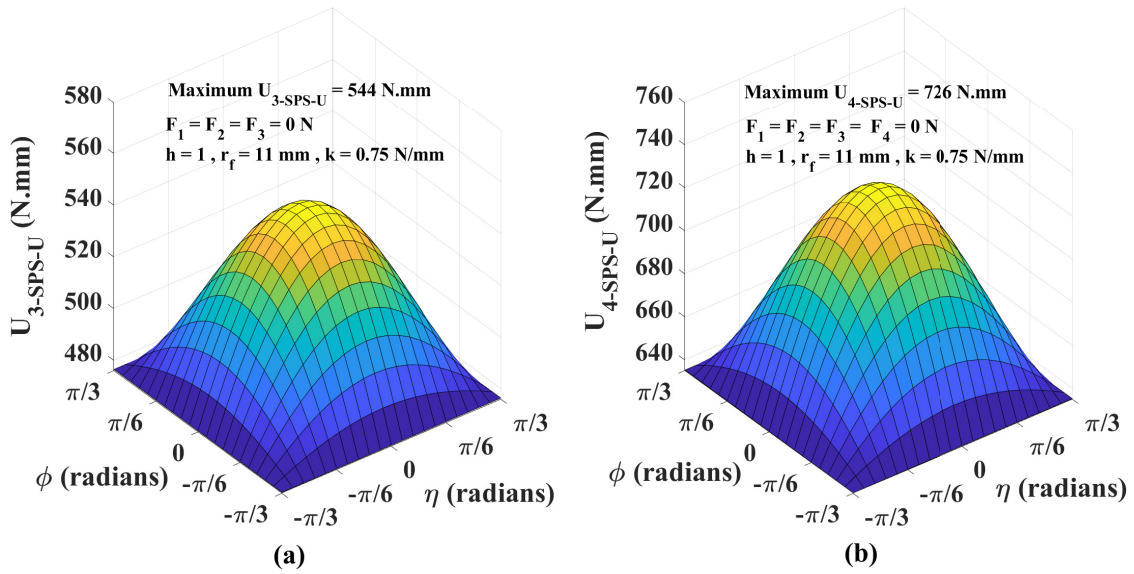 Maximum U3-SPS-U = 544 N.mm
F1 = F2 = F3 = 0 N
h = 1 , rf = 11 mm , k = 0.75 N/mm
U3-SPS-U (N.mm)
580
560
540
520
500
480
π/3
π/6
0
-π/6
-π/3
ϕ (radians)
-π/3
-π/6
0
π/6
π/3
η (radians)
(a)
Maximum U4-SPS-U = 726 N.mm
F1 = F2 = F3 = F4 = 0 N
h = 1 , rf = 11 mm , k = 0.75 N/mm
U4-SPS-U (N.mm)
760
740
720
700
680
660
640
π/3
π/6
0
-π/6
-π/3
ϕ (radians)
-π/3
-π/6
0
π/6
π/3
η (radians)
(b)